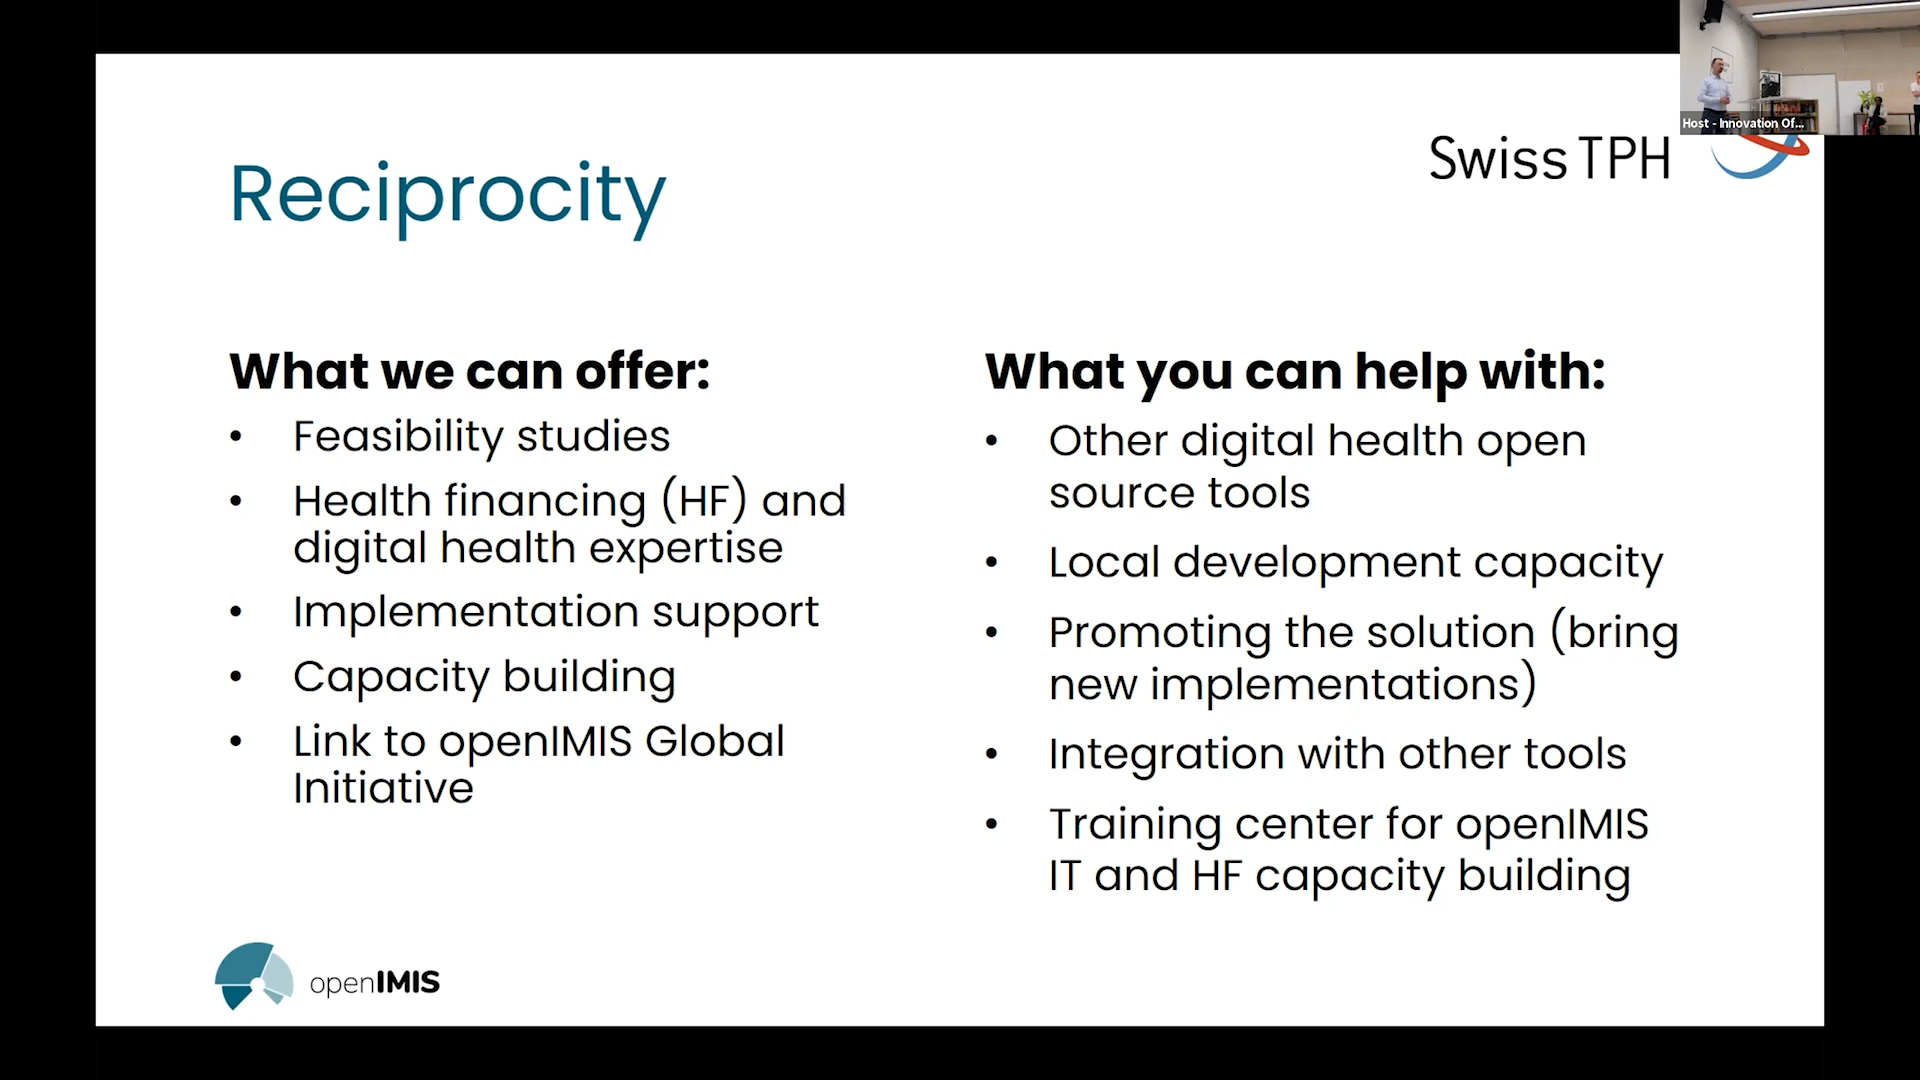 Host - Innovation Of...
Swiss TPH
Reciprocity
What we can offer:
• Feasibility studies
• Health financing (HF) and
digital health expertise
• Implementation support
• Capacity building
• Link to openIMIS Global
Initiative
What you can help with:
• Other digital health open
source tools
• Local development capacity
• Promoting the solution (bring
new implementations)
• Integration with other tools
• Training center for openIMIS
IT and HF capacity building
openIMIS